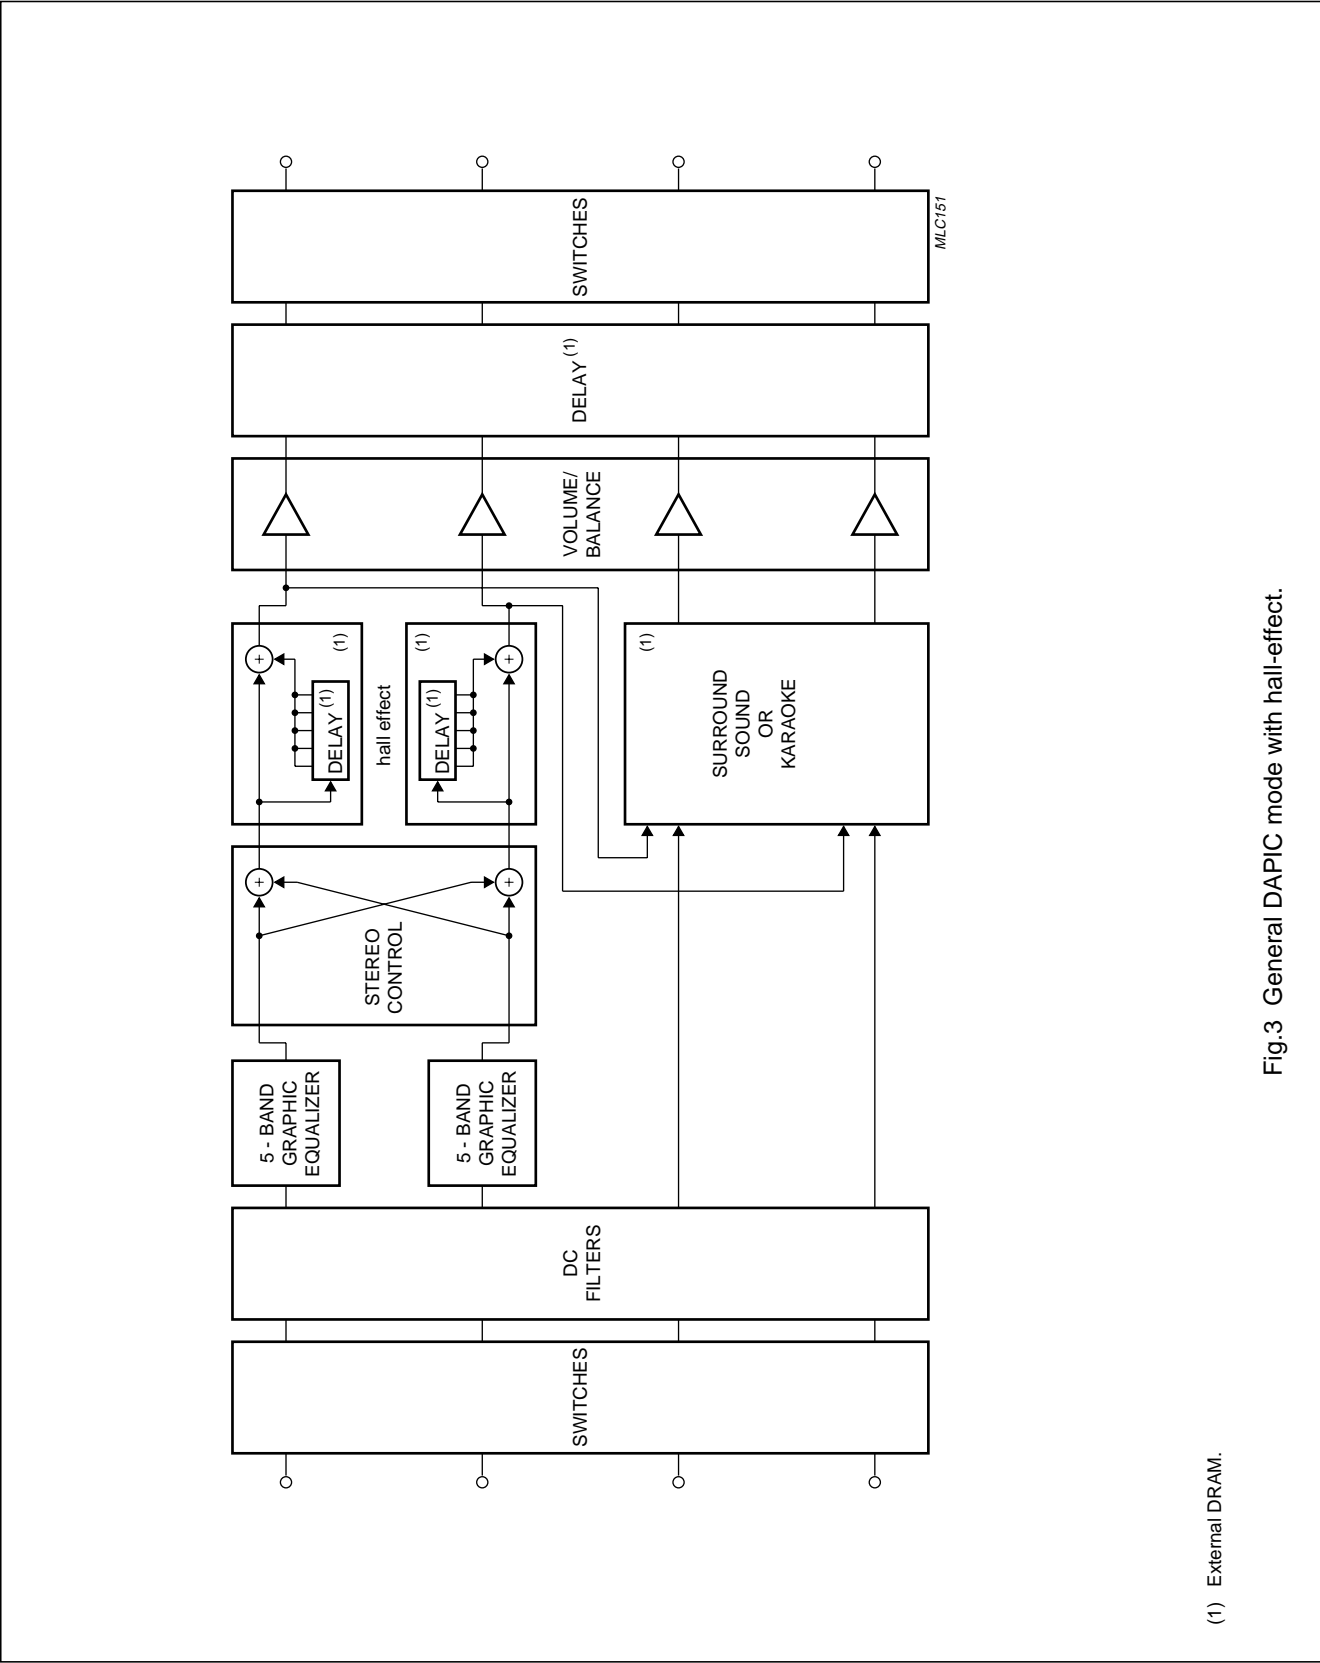 SWITCHES
DC
FILTERS
5 - BAND
GRAPHIC
EQUALIZER
5 - BAND
GRAPHIC
EQUALIZER
STEREO
CONTROL
+
+
DELAY (1)
+
(1)
hall effect
DELAY (1)
+
(1)
SURROUND
SOUND
OR
KARAOKE
(1)
VOLUME/
BALANCE
DELAY (1)
SWITCHES
MLC151
(1) External DRAM.
Fig.3 General DAPIC mode with hall-effect.